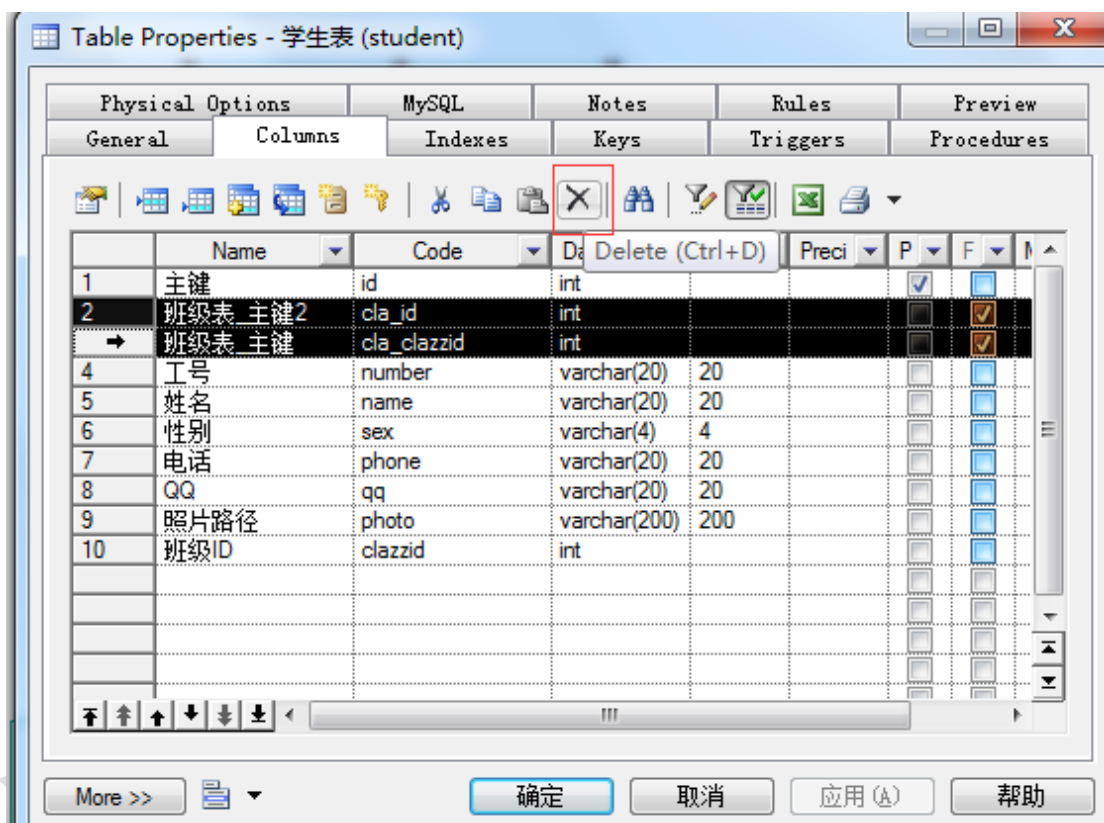 Table Properties - 学生表 (student)
Physical Options MySQL Notes Rules Preview
General Columns Indexes Keys Triggers Procedures
Name Code Da Delete (Ctrl+D) Preci P F
1 主键 id int
2 班级表_主键2 cla_id int
班级表_主键 cla_clazzid int
4 工号 number varchar(20) 20
5 姓名 name varchar(20) 20
6 性别 sex varchar(4) 4
7 电话 phone varchar(20) 20
8 QQ qq varchar(20) 20
9 照片路径 photo varchar(200) 200
10 班级ID clazzid int
More >> 确定 取消 应用(A) 帮助